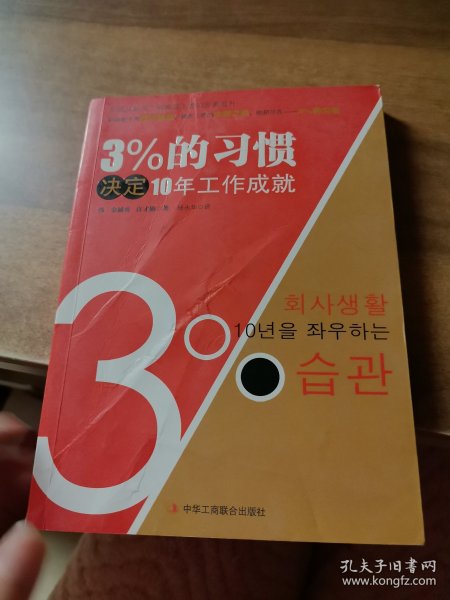 3%的习惯
决定10年工作成就
3%
회사생활
10년을 좌우하는
습관
中华工商联合出版社
孔夫子旧书网
www.kongfz.com